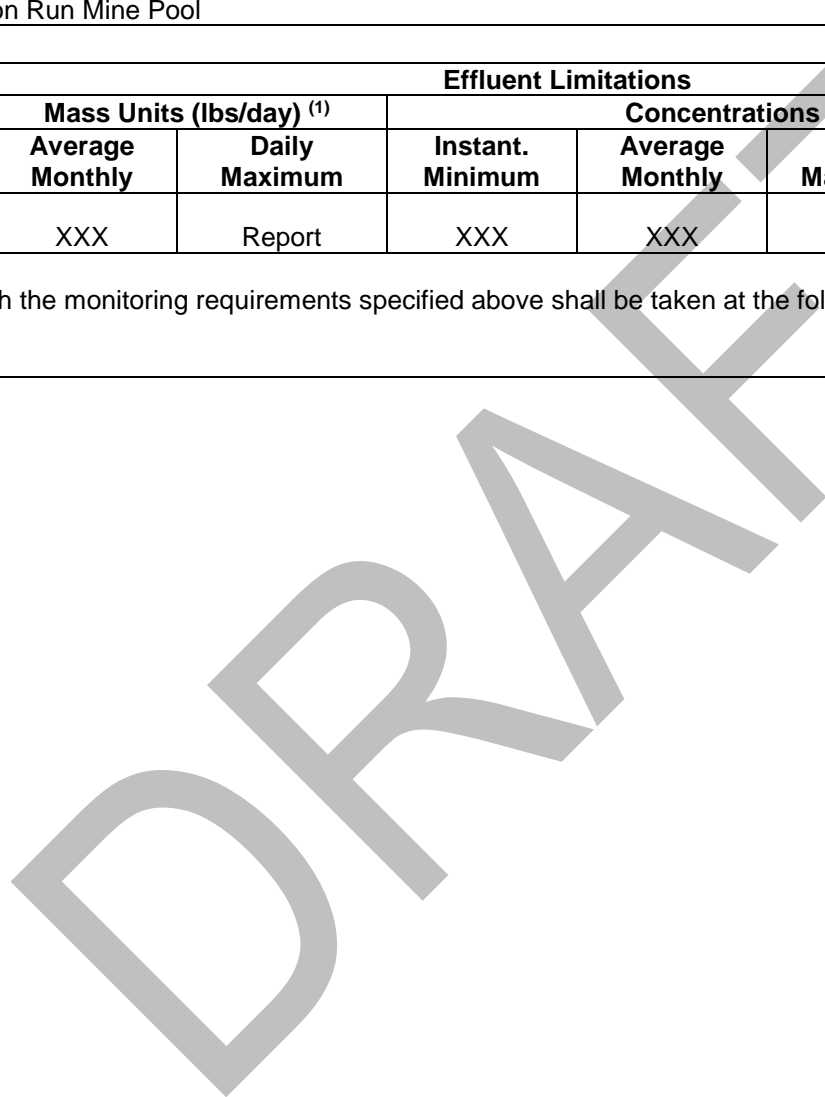 on Run Mine Pool
Effluent Limitations
Mass Units (lbs/day) (1) Concentrations
Average Monthly Daily Maximum Instant. Minimum Average Monthly
XXX Report XXX XXX
the monitoring requirements specified above shall be taken at the
DRAFT